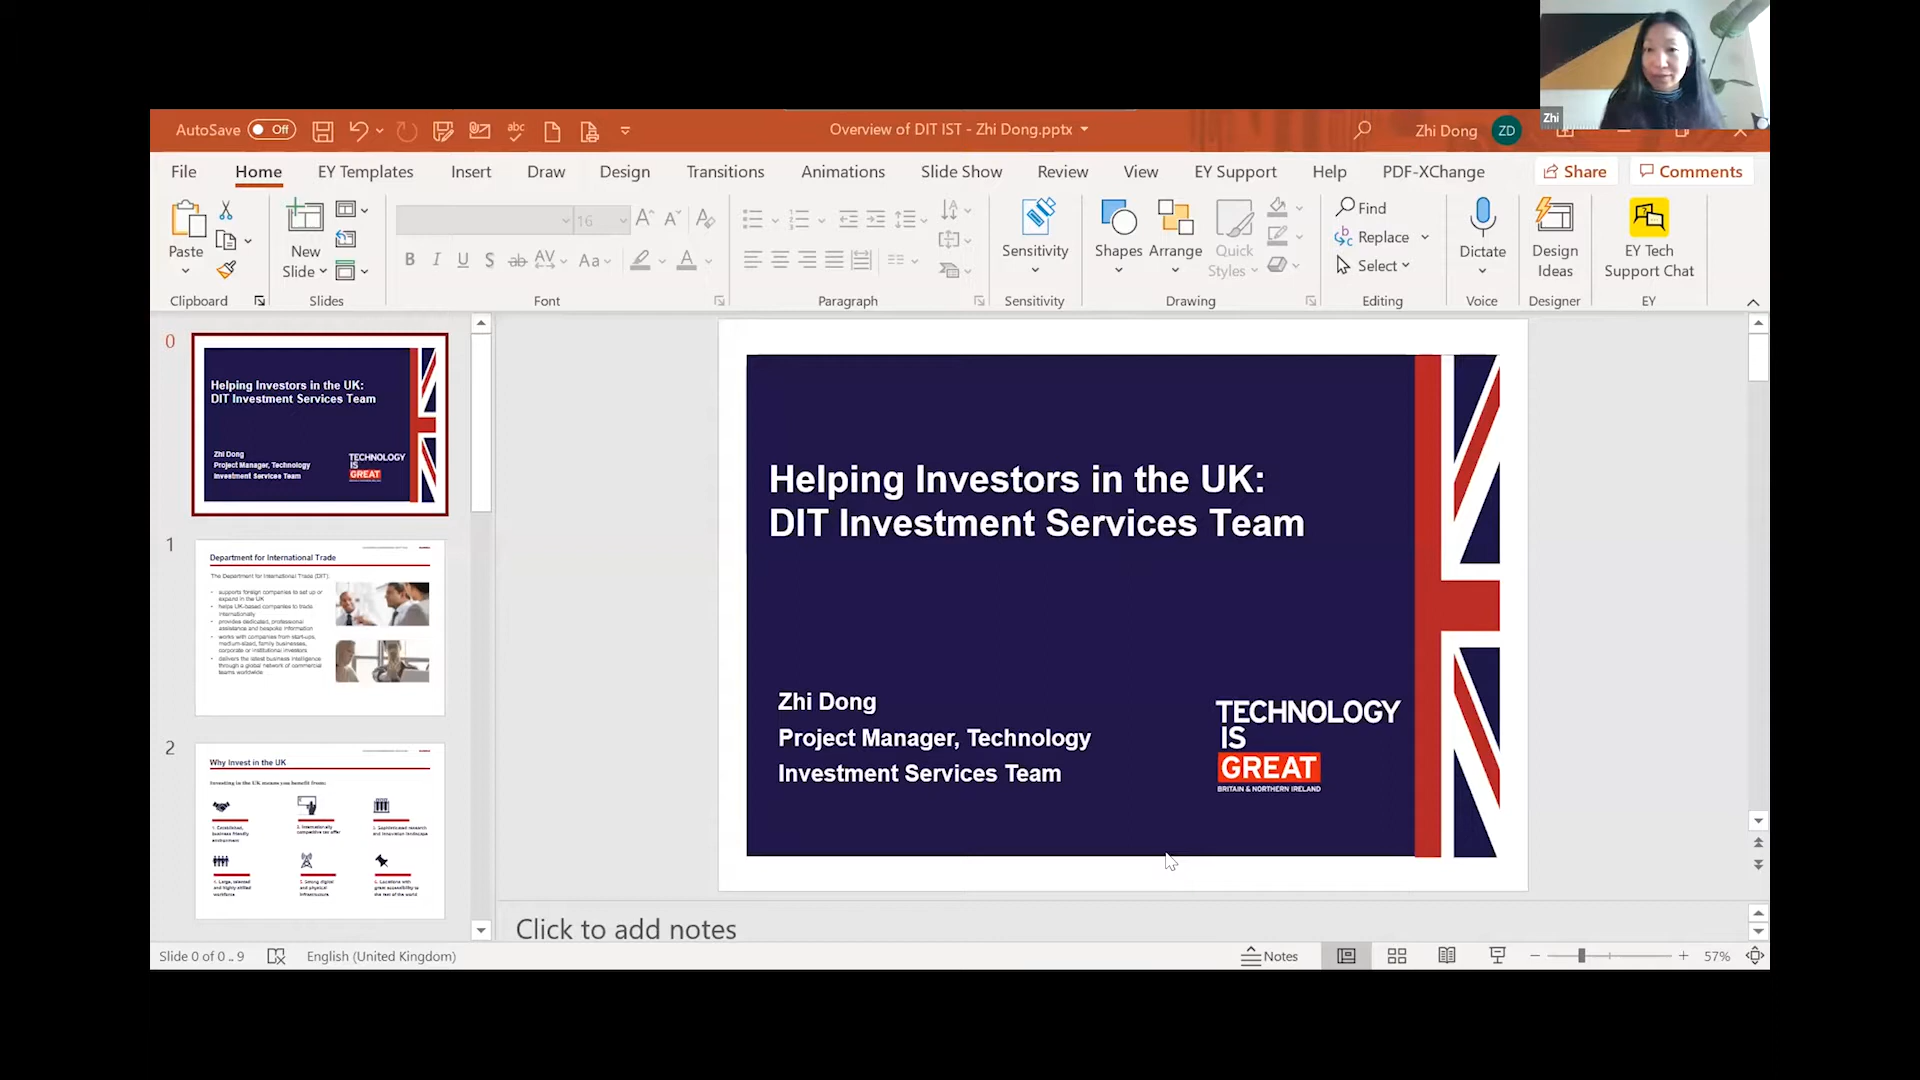 Zhi
AutoSave Off
abc
Overview of DIT IST - Zhi Dong.pptx
Zhi Dong ZD
File Home EY Templates Insert Draw Design Transitions Animations Slide Show Review View EY Support Help PDF-XChange Share Comments
Paste
New
Slide
16
Sensitivity
Shapes
Arrange
Quick
Styles
Find
Replace
Select
Dictate
Design
Ideas
EY Tech
Support Chat
Clipboard Slides Font Paragraph Sensitivity Drawing Editing Voice Designer EY
0
Helping Investors in the UK:
DIT Investment Services Team
Zhi Dong
Project Manager, Technology
Investment Services Team
TECHNOLOGY
IS
GREAT
1
Department for International Trade
The Department for International Trade (DIT):
• supports foreign companies to set up or
expand in the UK
• helps UK-based companies to trade
internationally
• provides dedicated, professional
assistance and bespoke information
• works with companies from start-ups,
medium-sized, family businesses,
corporate or institutional investors
• delivers the latest business intelligence
through a global network of commercial
teams worldwide
2
Why Invest in the UK
Investing in the UK means you benefit from:
1. Established,
business friendly
environment
2. Internationally
competitive tax offer
3. Sophisticated research
and innovation landscape
4. Large, talented
and highly skilled
workforce
5. Strong digital
and physical
infrastructure
6. Locations with
great accessibility to
the rest of the world
Helping Investors in the UK:
DIT Investment Services Team
Zhi Dong
Project Manager, Technology
Investment Services Team
TECHNOLOGY
IS
GREAT
BRITAIN & NORTHERN IRELAND
Click to add notes
Slide 0 of 0 .. 9 English (United Kingdom) Notes 57%